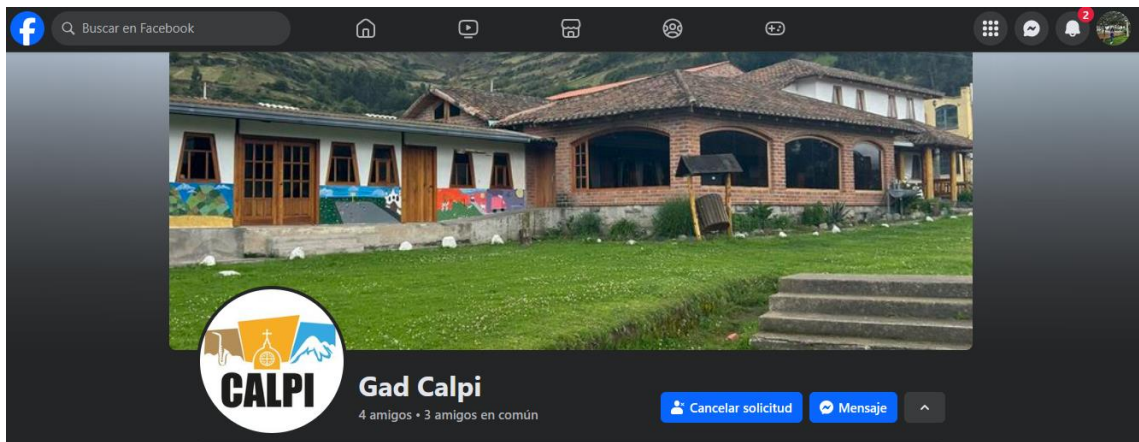 Buscar en Facebook
2
CALPI
Gad Calpi
4 amigos • 3 amigos en común
Cancelar solicitud
Mensaje